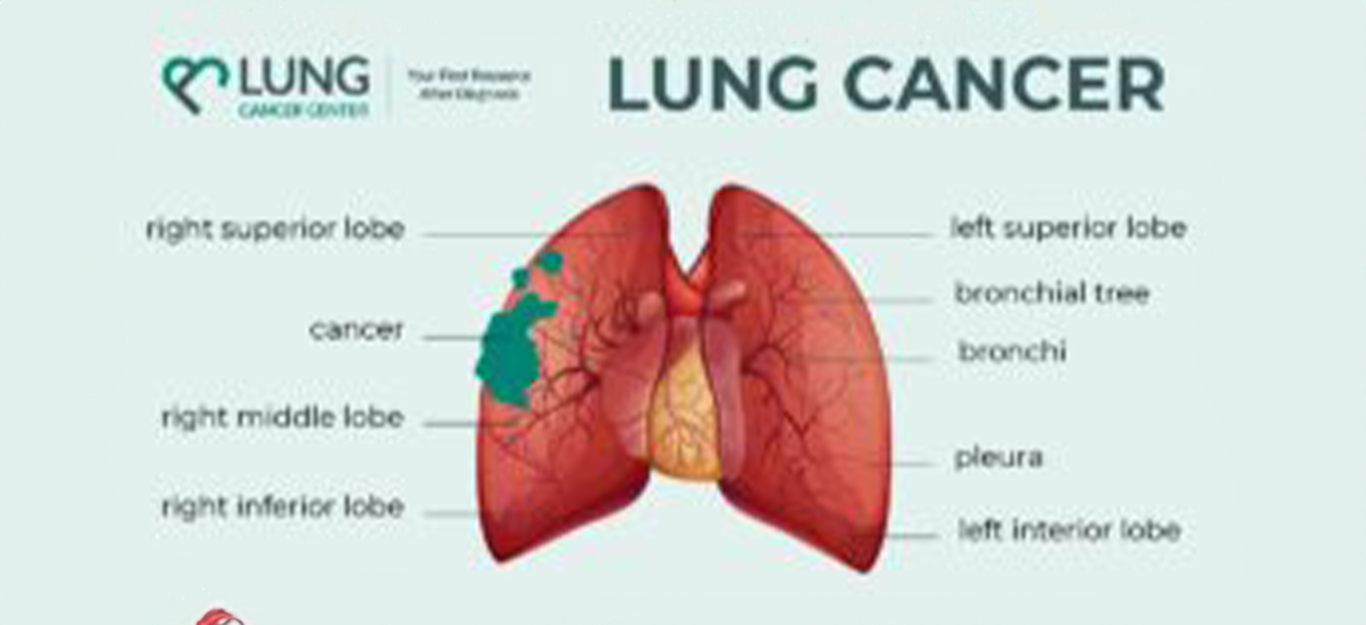 LUNG
CANCER CENTER
Your First Resource
After Diagnosis
LUNG CANCER
right superior lobe
cancer
right middle lobe
right inferior lobe
left superior lobe
bronchial tree
bronchi
pleura
left interior lobe